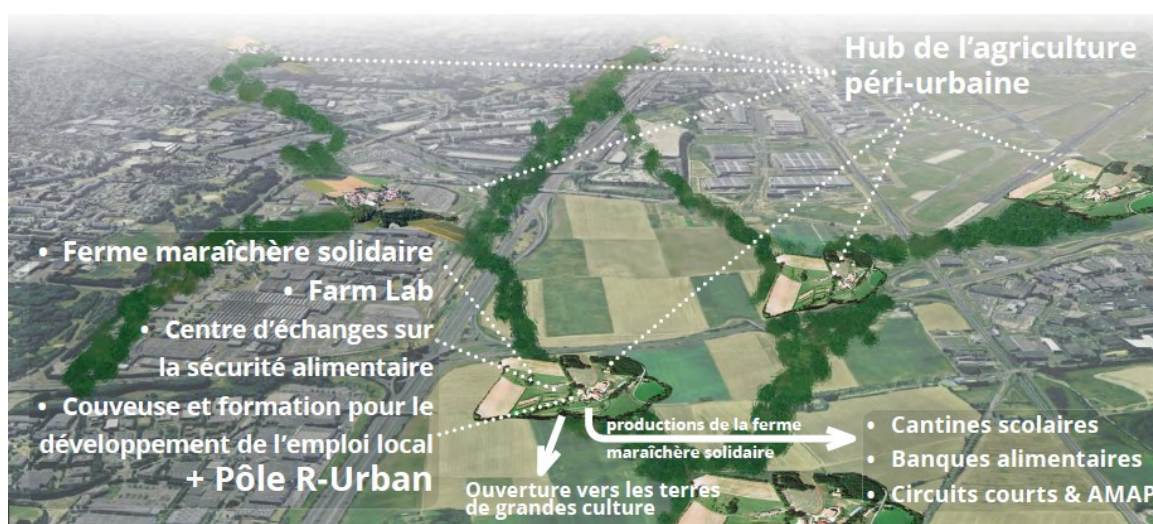 Hub de l'agriculture
péri-urbaine
• Ferme maraîchère solidaire
• Farm Lab
• Centre d'échanges sur
la sécurité alimentaire
• Couveuse et formation pour le
développement de l'emploi local
+ Pôle R-Urban
productions de la ferme
maraîchère solidaire
Ouverture vers les terres
de grandes culture
• Cantines scolaires
• Banques alimentaires
• Circuits courts & AMAP